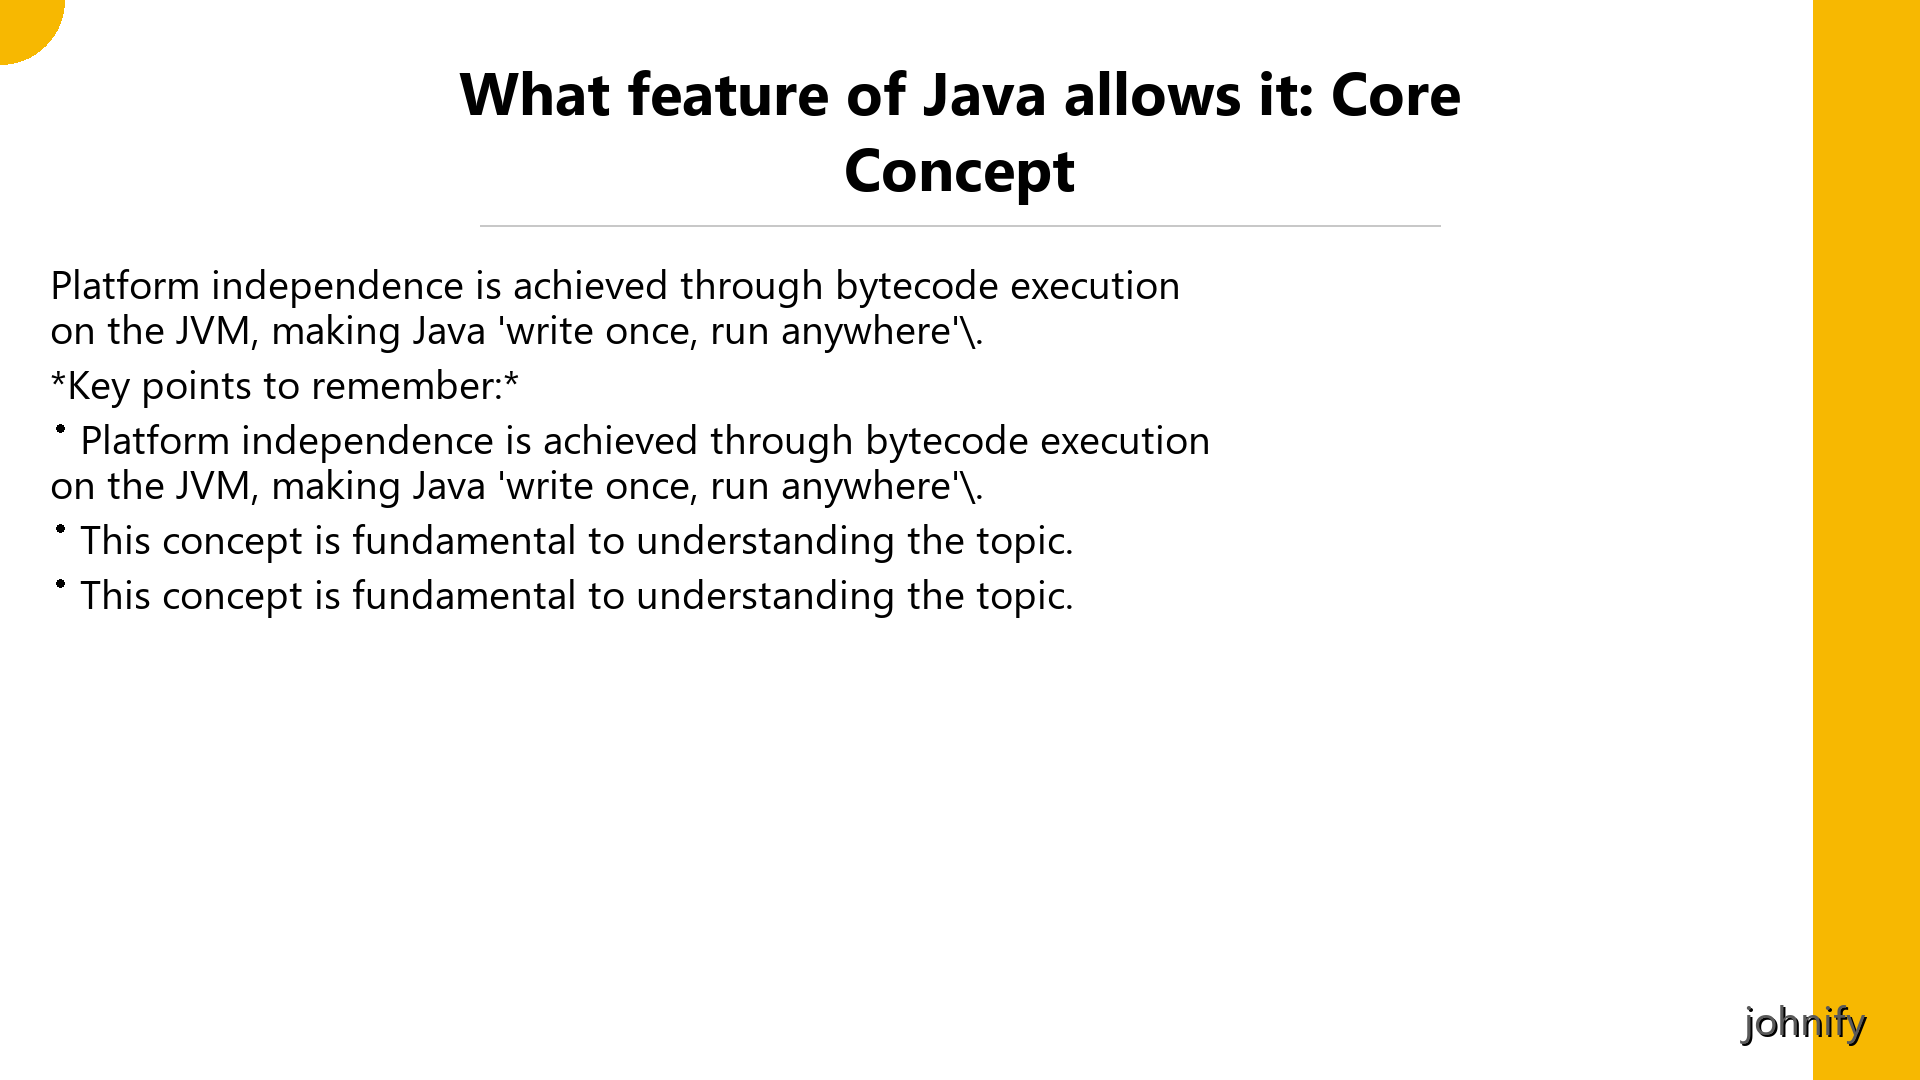 What feature of Java allows it: Core
Concept
Platform independence is achieved through bytecode execution
on the JVM, making Java 'write once, run anywhere'\.
*Key points to remember:*
• Platform independence is achieved through bytecode execution
on the JVM, making Java 'write once, run anywhere'\.
• This concept is fundamental to understanding the topic.
• This concept is fundamental to understanding the topic.
johnify